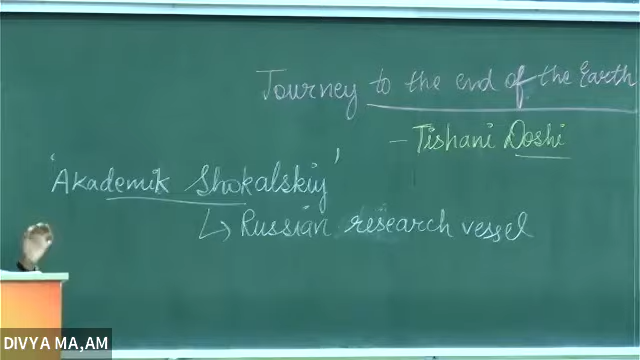 Journey to the end of the Earth
- Tishani Doshi
'Akademik Shokalskiy'
↳ Russian research vessel
DIVYA MA,AM